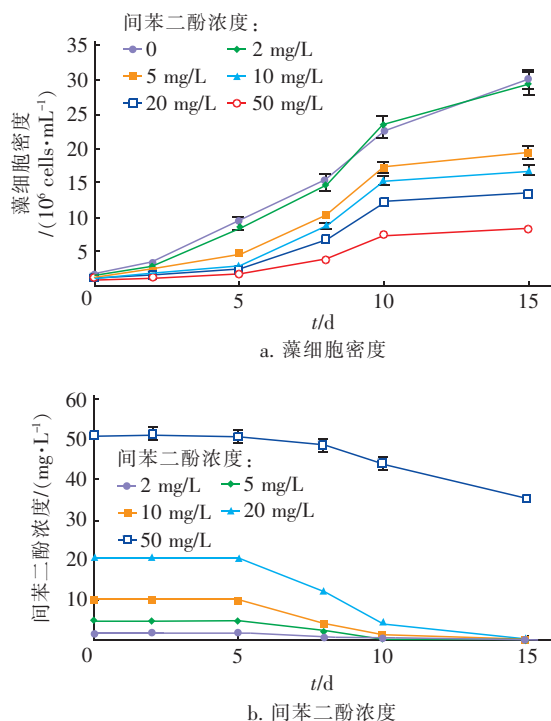 间苯二酚浓度：
0 2 mg/L
5 mg/L 10 mg/L
20 mg/L 50 mg/L
藻细胞密度
/(10⁶ cells·mL⁻¹)
35
30
25
20
15
10
5
0 5 10 15
t/d
a. 藻细胞密度
间苯二酚浓度/(mg·L⁻¹)
60
50
40
30
20
10
间苯二酚浓度：
2 mg/L 5 mg/L
10 mg/L 20 mg/L
50 mg/L
0 5 10 15
t/d
b. 间苯二酚浓度